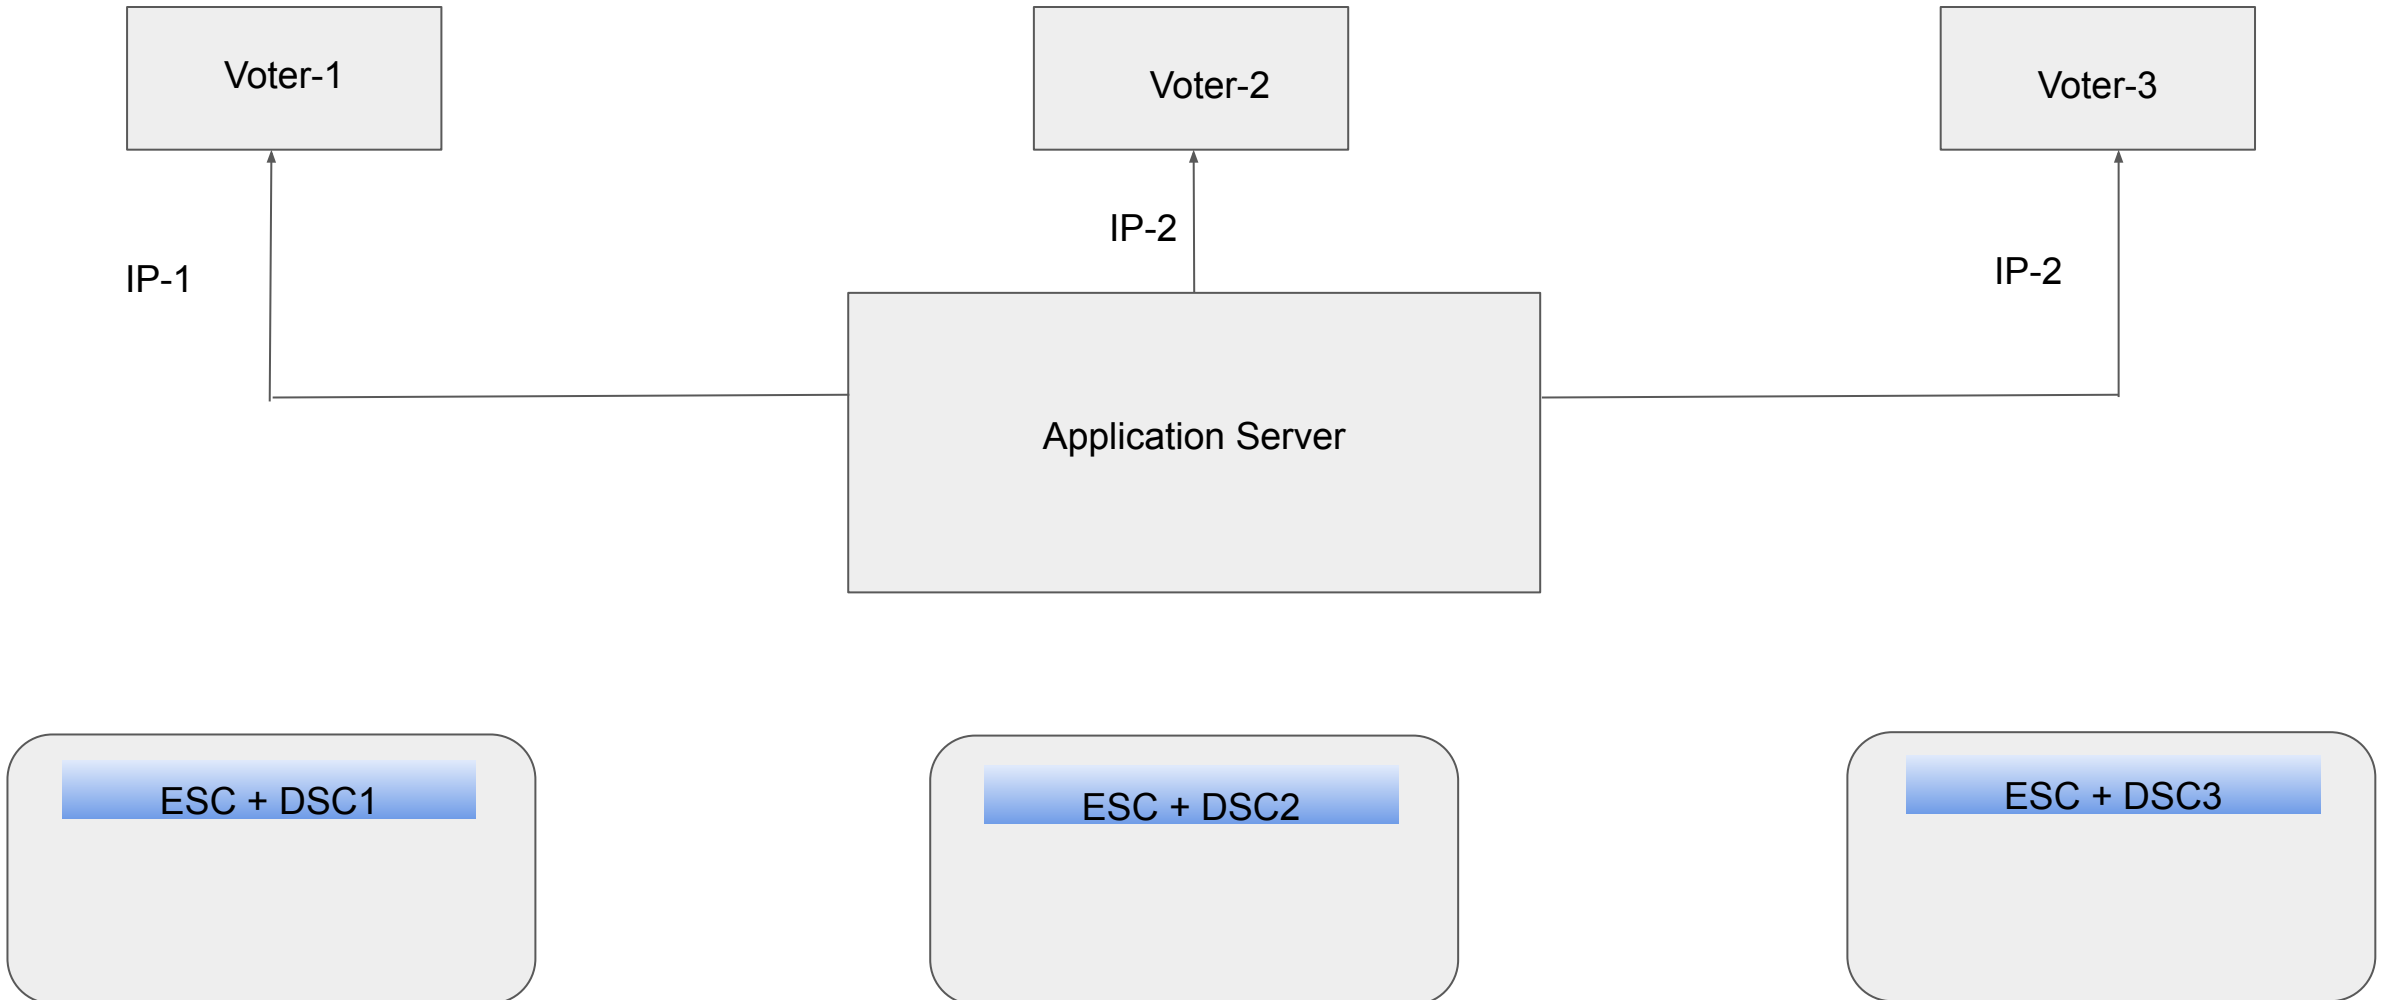 Voter-1
Voter-2
Voter-3
IP-1
IP-2
IP-2
Application Server
ESC + DSC1
ESC + DSC2
ESC + DSC3